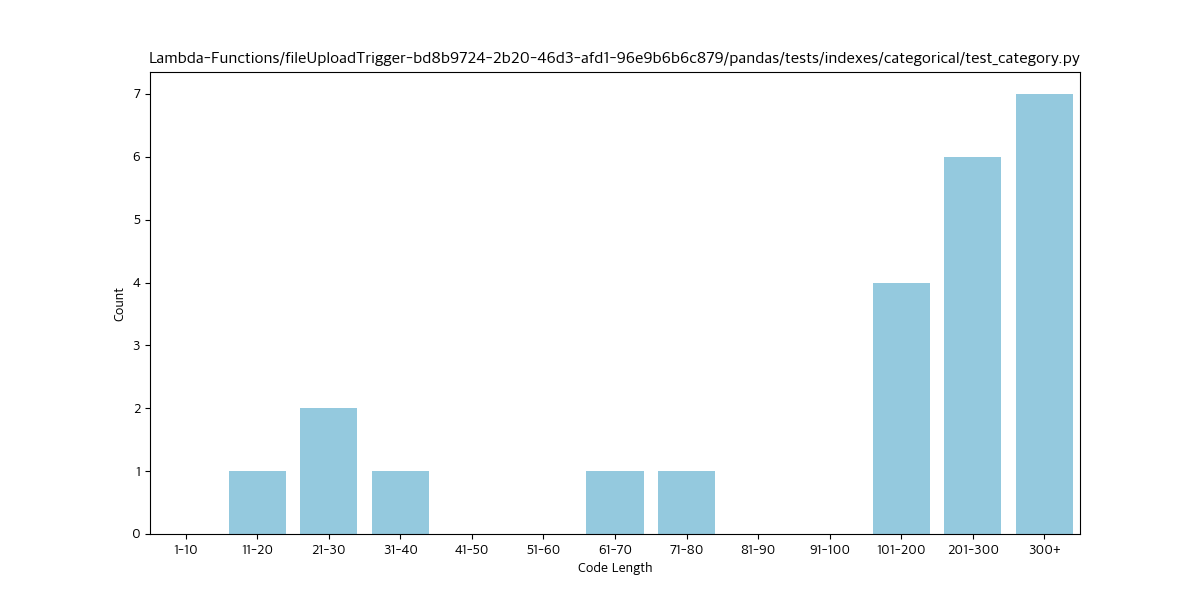 Lambda-Functions/fileUploadTrigger-bd8b9724-2b20-46d3-afd1-96e9b6b6c879/pandas/tests/indexes/categorical/test_category.py
7
6
5
4
3
2
1
0
Count
1-10 11-20 21-30 31-40 41-50 51-60 61-70 71-80 81-90 91-100 101-200 201-300 300+
Code Length